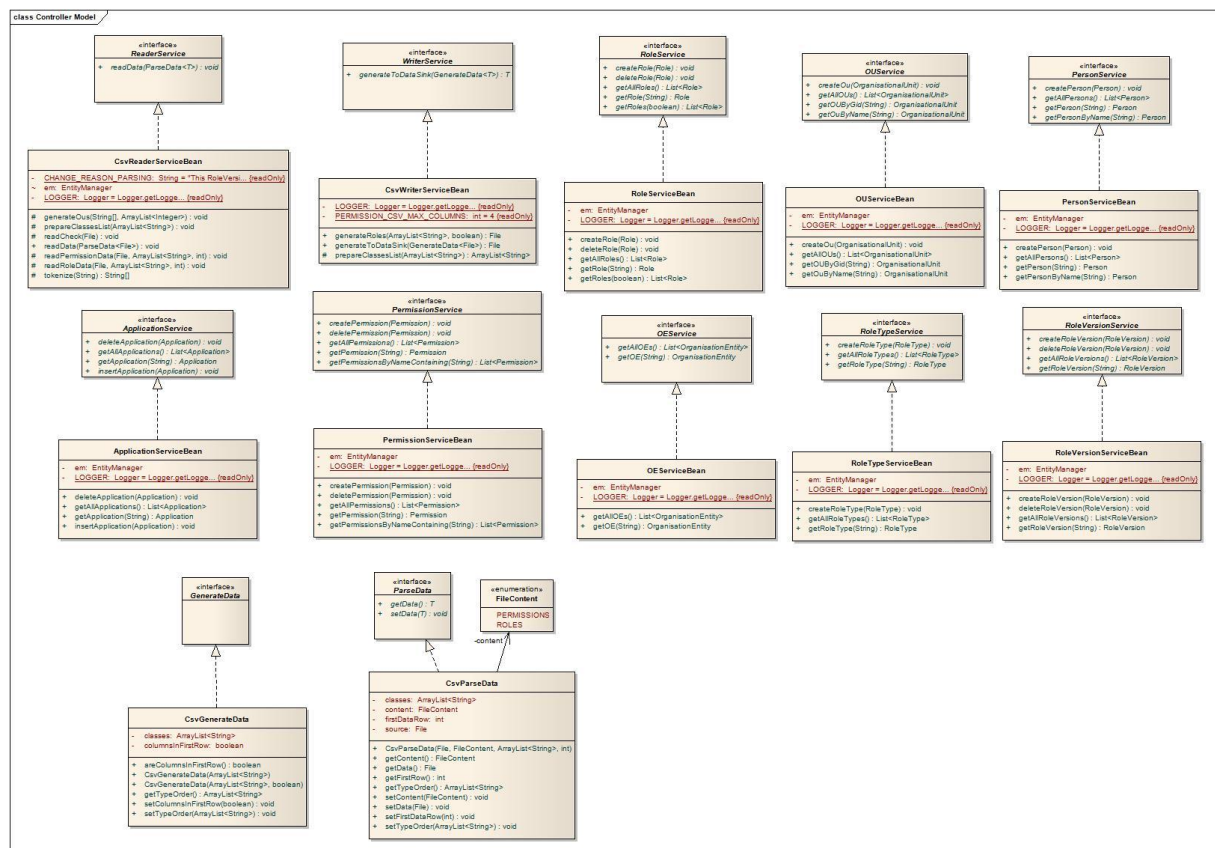 class Controller Model
«interface»
ReaderService
+ readData(ParseData<T>) : void
«interface»
WriterService
+ generateToDataSink(GenerateData<T>) : T
«interface»
RoleService
+ createRole(Role) : void
+ deleteRole(Role) : void
+ getAllRoles() : List<Role>
+ getRole(String) : Role
+ getRoles(boolean) : List<Role>
«interface»
OUService
+ createOu(OrganisationalUnit) : void
+ getAllOUs() : List<OrganisationalUnit>
+ getOUByGid(String) : OrganisationalUnit
+ getOuByName(String) : OrganisationalUnit
«interface»
PersonService
+ createPerson(Person) : void
+ getAllPersons() : List<Person>
+ getPerson(String) : Person
+ getPersonByName(String) : Person
CsvReaderServiceBean
- CHANGE_REASON_PARSING: String = "This RoleVersi... {readOnly}
~ em: EntityManager
- LOGGER: Logger = Logger.getLogge... {readOnly}
# generateOus(String[], ArrayList<Integer>) : void
# prepareClassesList(ArrayList<String>) : void
# readCheck(File) : void
+ readData(ParseData<File>) : void
# readPermissionData(File, ArrayList<String>, int) : void
# readRoleData(File, ArrayList<String>, int) : void
# tokenize(String) : String[]
CsvWriterServiceBean
- LOGGER: Logger = Logger.getLogge... {readOnly}
- PERMISSION_CSV_MAX_COLUMNS: int = 4 {readOnly}
+ generateRoles(ArrayList<String>, boolean) : File
+ generateToDataSink(GenerateData<File>) : File
# prepareClassesList(ArrayList<String>) : ArrayList<String>
RoleServiceBean
- em: EntityManager
- LOGGER: Logger = Logger.getLogge... {readOnly}
+ createRole(Role) : void
+ deleteRole(Role) : void
+ getAllRoles() : List<Role>
+ getRole(String) : Role
+ getRoles(boolean) : List<Role>
OUServiceBean
- em: EntityManager
- LOGGER: Logger = Logger.getLogge... {readOnly}
+ createOu(OrganisationalUnit) : void
+ getAllOUs() : List<OrganisationalUnit>
+ getOUByGid(String) : OrganisationalUnit
+ getOuByName(String) : OrganisationalUnit
PersonServiceBean
- em: EntityManager
- LOGGER: Logger = Logger.getLogge... {readOnly}
+ createPerson(Person) : void
+ getAllPersons() : List<Person>
+ getPerson(String) : Person
+ getPersonByName(String) : Person
«interface»
ApplicationService
+ deleteApplication(Application) : void
+ getAllApplications() : List<Application>
+ getApplication(String) : Application
+ insertApplication(Application) : void
«interface»
PermissionService
+ createPermission(Permission) : void
+ deletePermission(Permission) : void
+ getAllPermissions() : List<Permission>
+ getPermission(String) : Permission
+ getPermissionsByNameContaining(String) : List<Permission>
«interface»
OEService
+ getAllOEs() : List<OrganisationEntity>
+ getOE(String) : OrganisationEntity
«interface»
RoleTypeService
+ createRoleType(RoleType) : void
+ getAllRoleTypes() : List<RoleType>
+ getRoleType(String) : RoleType
«interface»
RoleVersionService
+ createRoleVersion(RoleVersion) : void
+ deleteRoleVersion(RoleVersion) : void
+ getAllRoleVersions() : List<RoleVersion>
+ getRoleVersion(String) : RoleVersion
ApplicationServiceBean
- em: EntityManager
- LOGGER: Logger = Logger.getLogge... {readOnly}
+ deleteApplication(Application) : void
+ getAllApplications() : List<Application>
+ getApplication(String) : Application
+ insertApplication(Application) : void
PermissionServiceBean
- em: EntityManager
- LOGGER: Logger = Logger.getLogge... {readOnly}
+ createPermission(Permission) : void
+ deletePermission(Permission) : void
+ getAllPermissions() : List<Permission>
+ getPermission(String) : Permission
+ getPermissionsByNameContaining(String) : List<Permission>
OEServiceBean
- em: EntityManager
- LOGGER: Logger = Logger.getLogge... {readOnly}
+ getAllOEs() : List<OrganisationEntity>
+ getOE(String) : OrganisationEntity
RoleTypeServiceBean
- em: EntityManager
- LOGGER: Logger = Logger.getLogge... {readOnly}
+ createRoleType(RoleType) : void
+ getAllRoleTypes() : List<RoleType>
+ getRoleType(String) : RoleType
RoleVersionServiceBean
- em: EntityManager
- LOGGER: Logger = Logger.getLogge... {readOnly}
+ createRoleVersion(RoleVersion) : void
+ deleteRoleVersion(RoleVersion) : void
+ getAllRoleVersions() : List<RoleVersion>
+ getRoleVersion(String) : RoleVersion
«interface»
GenerateData
«interface»
ParseData
+ getData() : T
+ setData(T) : void
«enumeration»
FileContent
PERMISSIONS
ROLES
-content
CsvGenerateData
- classes: ArrayList<String>
- columnsInFirstRow: boolean
+ areColumnsInFirstRow() : boolean
+ CsvGenerateData(ArrayList<String>)
+ CsvGenerateData(ArrayList<String>, boolean)
+ getTypeOrder() : ArrayList<String>
+ setColumnsInFirstRow(boolean) : void
+ setTypeOrder(ArrayList<String>) : void
CsvParseData
- classes: ArrayList<String>
- content: FileContent
- firstDataRow: int
- source: File
+ CsvParseData(File, FileContent, ArrayList<String>, int)
+ getContent() : FileContent
+ getData() : File
+ getFirstRow() : int
+ getTypeOrder() : ArrayList<String>
+ setContent(FileContent) : void
+ setData(File) : void
+ setFirstDataRow(int) : void
+ setTypeOrder(ArrayList<String>) : void